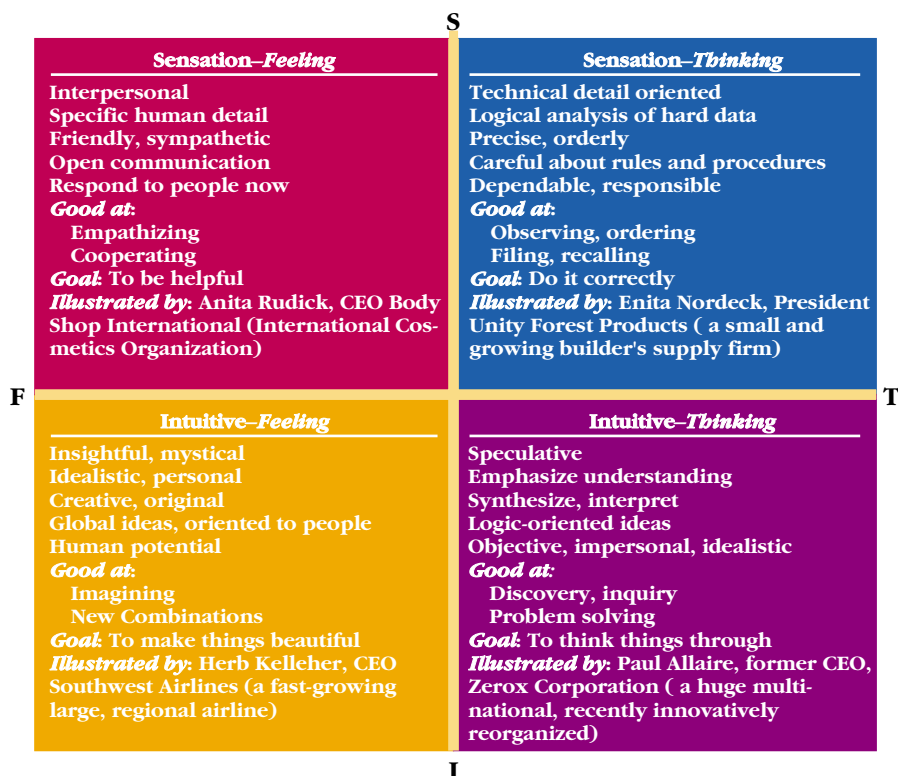 S
Sensation–Feeling
Interpersonal
Specific human detail
Friendly, sympathetic
Open communication
Respond to people now
Good at:
Empathizing
Cooperating
Goal: To be helpful
Illustrated by: Anita Rudick, CEO Body
Shop International (International Cos-
metics Organization)
Sensation–Thinking
Technical detail oriented
Logical analysis of hard data
Precise, orderly
Careful about rules and procedures
Dependable, responsible
Good at:
Observing, ordering
Filing, recalling
Goal: Do it correctly
Illustrated by: Enita Nordeck, President
Unity Forest Products ( a small and
growing builder's supply firm)
F
T
Intuitive–Feeling
Insightful, mystical
Idealistic, personal
Creative, original
Global ideas, oriented to people
Human potential
Good at:
Imagining
New Combinations
Goal: To make things beautiful
Illustrated by: Herb Kelleher, CEO
Southwest Airlines (a fast-growing
large, regional airline)
Intuitive–Thinking
Speculative
Emphasize understanding
Synthesize, interpret
Logic-oriented ideas
Objective, impersonal, idealistic
Good at:
Discovery, inquiry
Problem solving
Goal: To think things through
Illustrated by: Paul Allaire, former CEO,
Zerox Corporation ( a huge multi-
national, recently innovatively
reorganized)
I